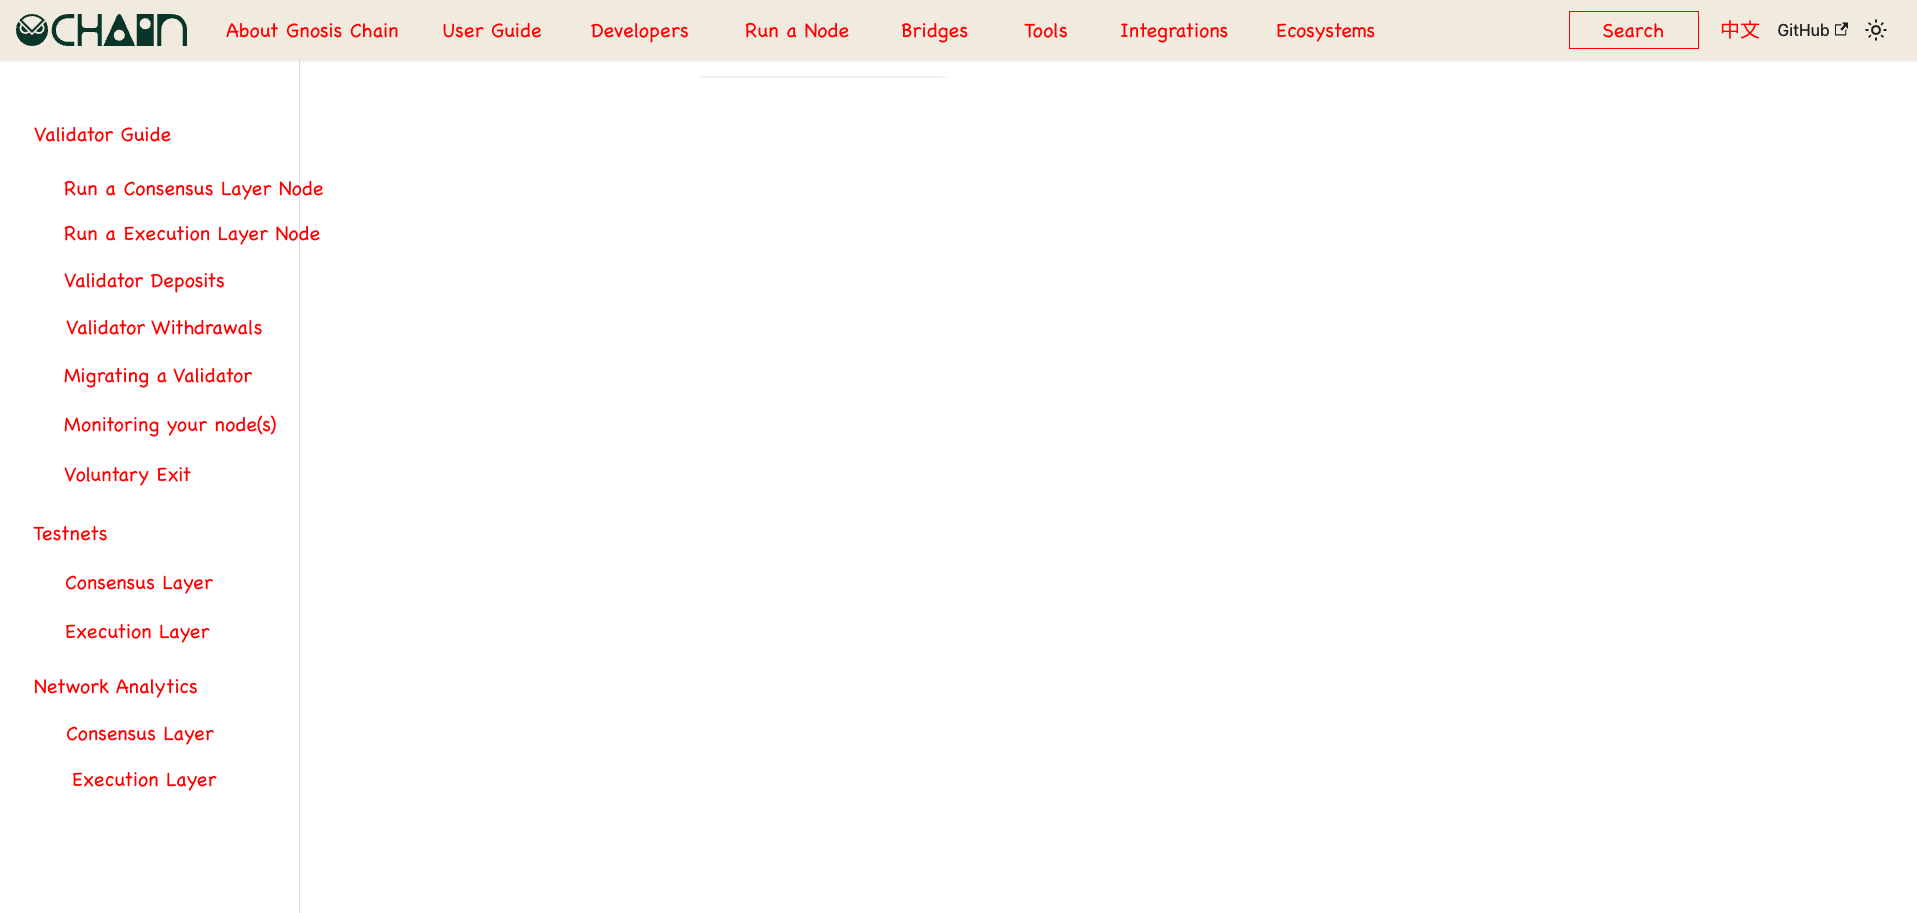 CHAIN
About Gnosis Chain
User Guide
Developers
Run a Node
Bridges
Tools
Integrations
Ecosystems
Search
中文
GitHub
Validator Guide
Run a Consensus Layer Node
Run a Execution Layer Node
Validator Deposits
Validator Withdrawals
Migrating a Validator
Monitoring your node(s)
Voluntary Exit
Testnets
Consensus Layer
Execution Layer
Network Analytics
Consensus Layer
Execution Layer